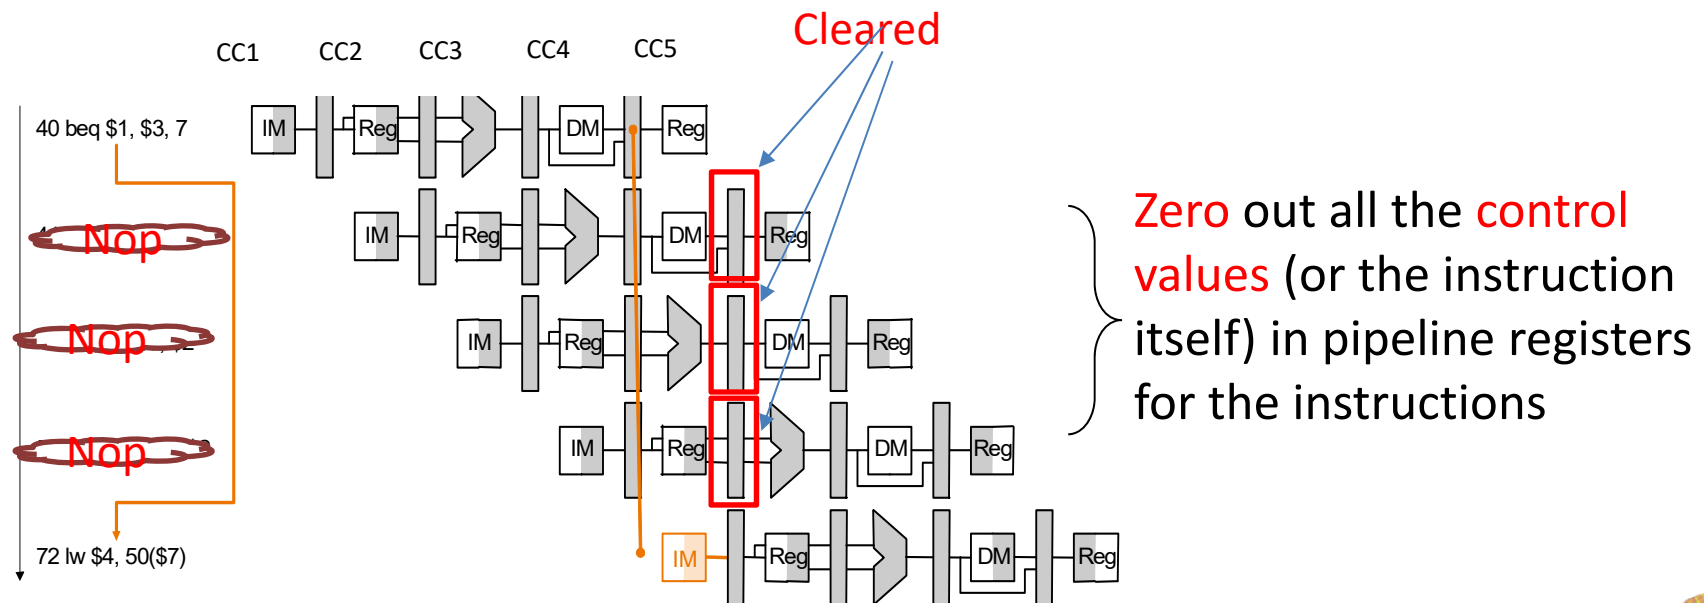 Cleared
CC1 CC2 CC3 CC4 CC5
40 beq $1, $3, 7 IM Reg DM Reg
Nop IM Reg DM Reg
Nop IM Reg DM Reg
Nop IM Reg DM Reg
72 lw $4, 50($7) IM Reg DM Reg
Zero out all the control
values (or the instruction
itself) in pipeline registers
for the instructions